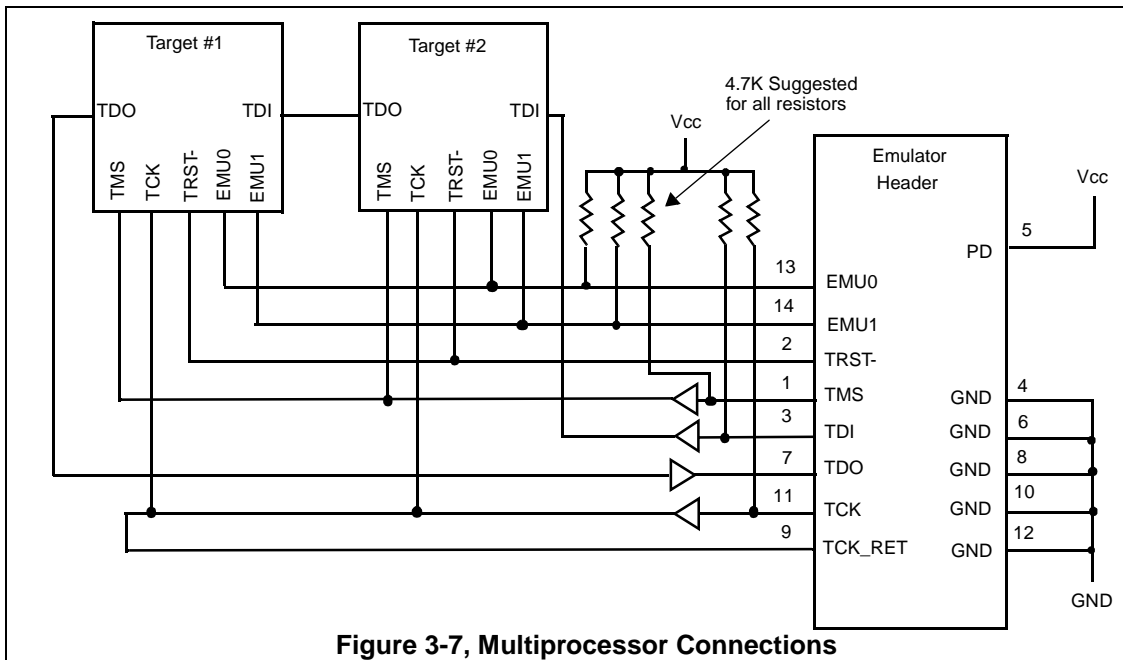 Target #1
Target #2
TDO
TDI
TDO
TDI
TMS
TCK
TRST-
EMU0
EMU1
TMS
TCK
TRST-
EMU0
EMU1
4.7K Suggested
for all resistors
Vcc
Emulator
Header
Vcc
5
PD
13
EMU0
14
EMU1
2
TRST-
1
TMS
GND
4
3
TDI
GND
6
7
TDO
GND
8
11
TCK
GND
10
9
TCK_RET
GND
12
GND
Figure 3-7, Multiprocessor Connections